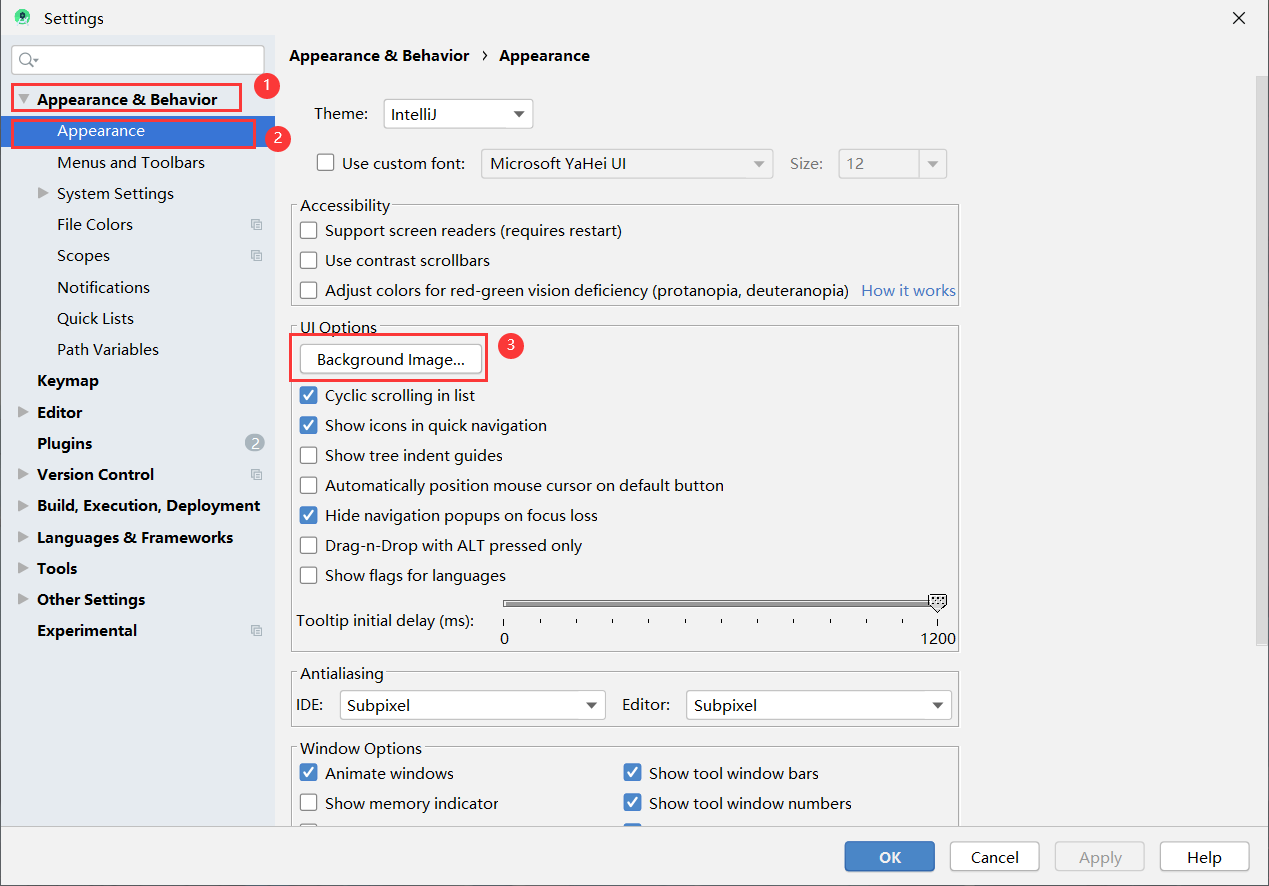 Settings
Appearance & Behavior 1
Appearance 2
Menus and Toolbars
System Settings
File Colors
Scopes
Notifications
Quick Lists
Path Variables
Keymap
Editor
Plugins 2
Version Control
Build, Execution, Deployment
Languages & Frameworks
Tools
Other Settings
Experimental
Appearance & Behavior › Appearance
Theme: IntelliJ
Use custom font: Microsoft YaHei UI Size: 12
Accessibility
Support screen readers (requires restart)
Use contrast scrollbars
Adjust colors for red-green vision deficiency (protanopia, deuteranopia) How it works
UI Options
Background Image... 3
Cyclic scrolling in list
Show icons in quick navigation
Show tree indent guides
Automatically position mouse cursor on default button
Hide navigation popups on focus loss
Drag-n-Drop with ALT pressed only
Show flags for languages
Tooltip initial delay (ms):
0 1200
Antialiasing
IDE: Subpixel Editor: Subpixel
Window Options
Animate windows Show tool window bars
Show memory indicator Show tool window numbers
OK Cancel Apply Help